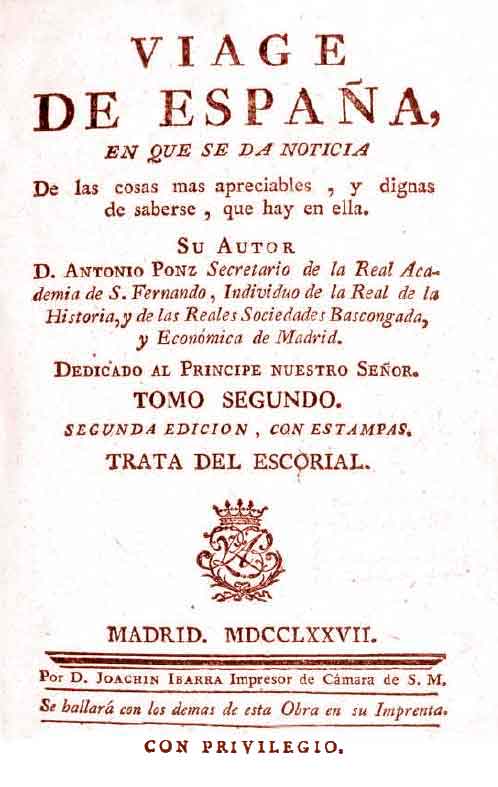 VIAGE
DE ESPAÑA,
EN QUE SE DA NOTICIA
De las cosas mas apreciables , y dignas
de saberse , que hay en ella.
SU AUTOR
D. ANTONIO PONZ Secretario de la Real Aca-
demia de S. Fernando, Individuo de la Real de la
Historia, y de las Reales Sociedades Bascongada,
y Económica de Madrid.
DEDICADO AL PRINCIPE NUESTRO SEÑOR.
TOMO SEGUNDO.
SEGUNDA EDICION , CON ESTAMPAS.
TRATA DEL ESCORIAL.
MADRID. MDCCLXXVII.
Por D. JOACHIN IBARRA Impresor de Cámara de S. M.
Se hallará con los demas de esta Obra en su Imprenta.
CON PRIVILEGIO.